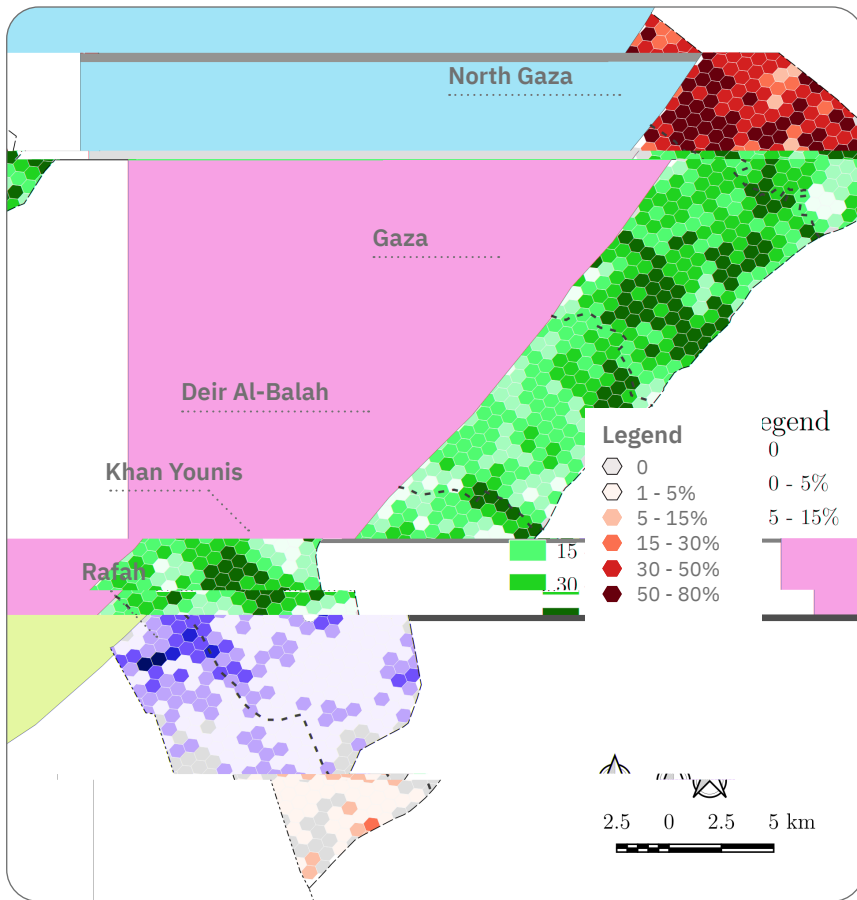 North Gaza
Gaza
Deir Al-Balah
Khan Younis
Rafah
Legend
0
1 - 5%
5 - 15%
15 - 30%
30 - 50%
50 - 80%
egend
0
0 - 5%
5 - 15%
15
30
2.5 0 2.5 5 km